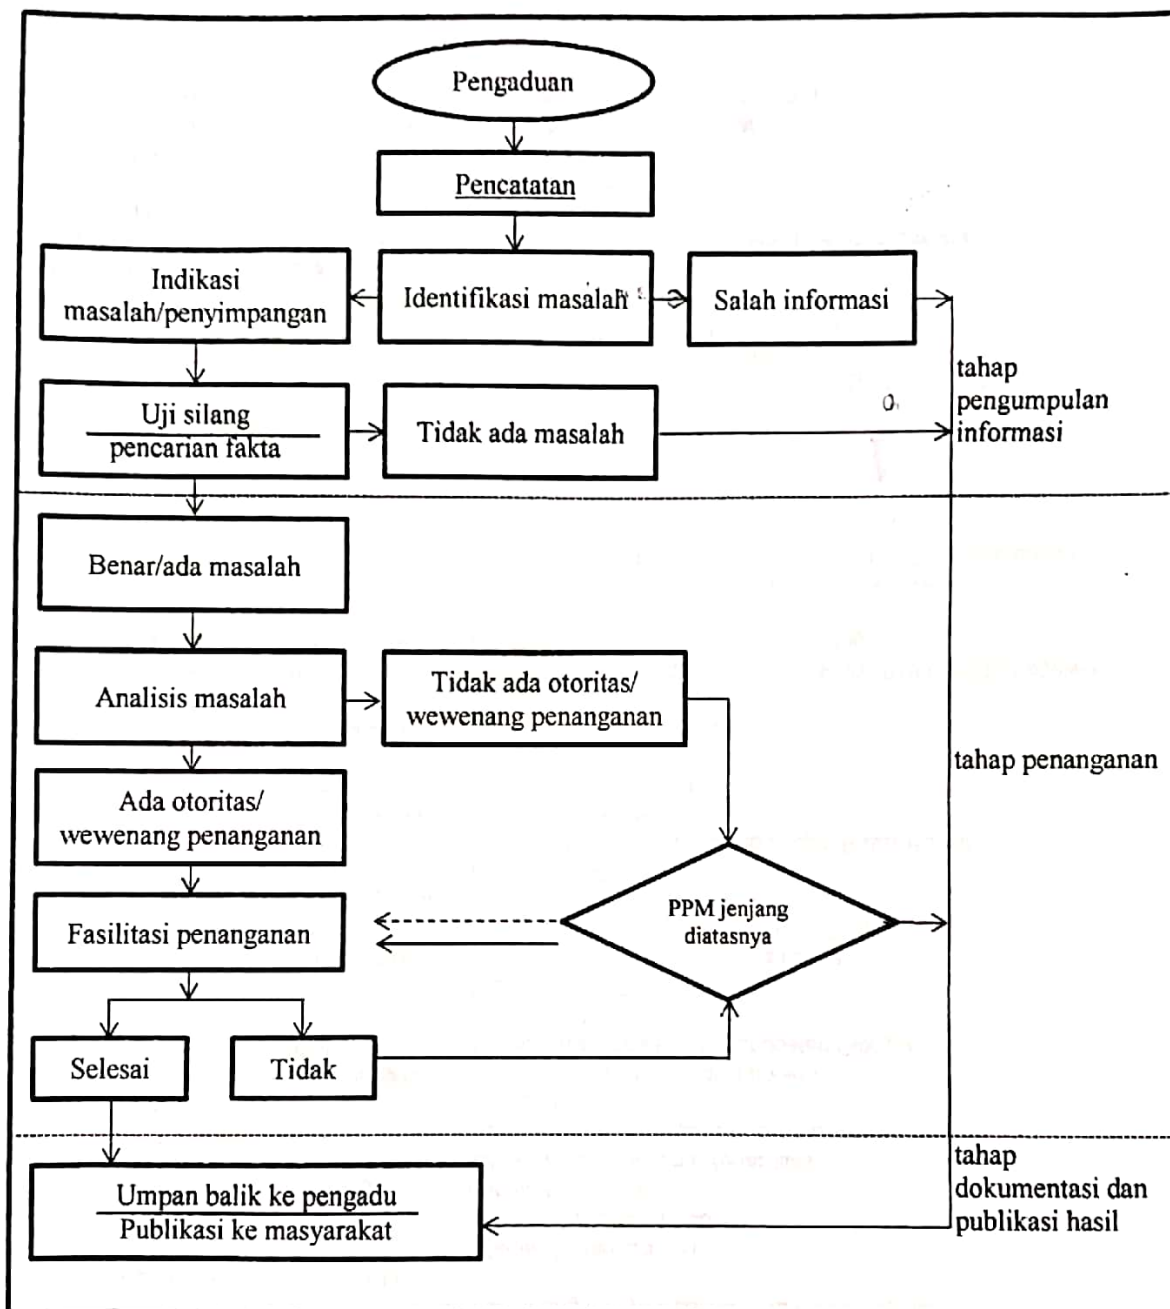 Pengaduan
Pencatatan
Indikasi
masalah/penyimpangan
Identifikasi masalah
Salah informasi
tahap
pengumpulan
informasi
Uji silang
pencarian fakta
Tidak ada masalah
Benar/ada masalah
Analisis masalah
Tidak ada otoritas/
wewenang penanganan
tahap penanganan
Ada otoritas/
wewenang penanganan
Fasilitasi penanganan
PPM jenjang
diatasnya
Selesai
Tidak
tahap
dokumentasi dan
publikasi hasil
Umpan balik ke pengadu
Publikasi ke masyarakat